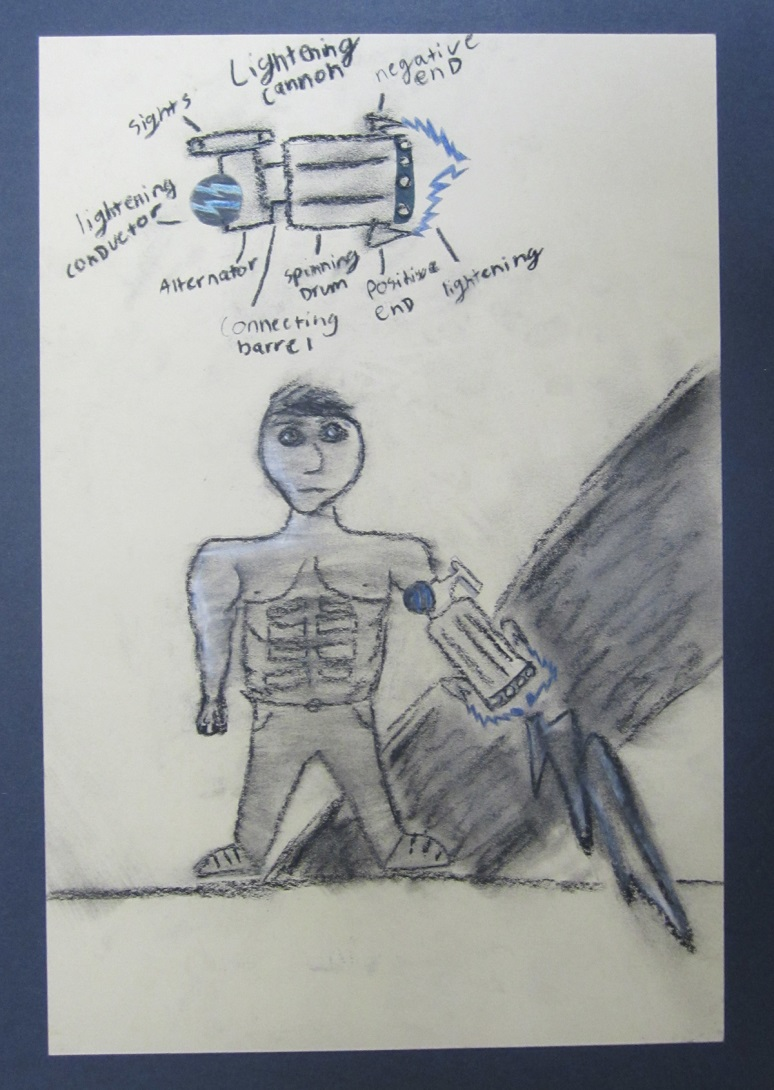 Lightening
cannon
negative
enD
sights
lightening
conductor
Alternator
connecting
barrel
spinning
Drum
Positive
enD
lightening